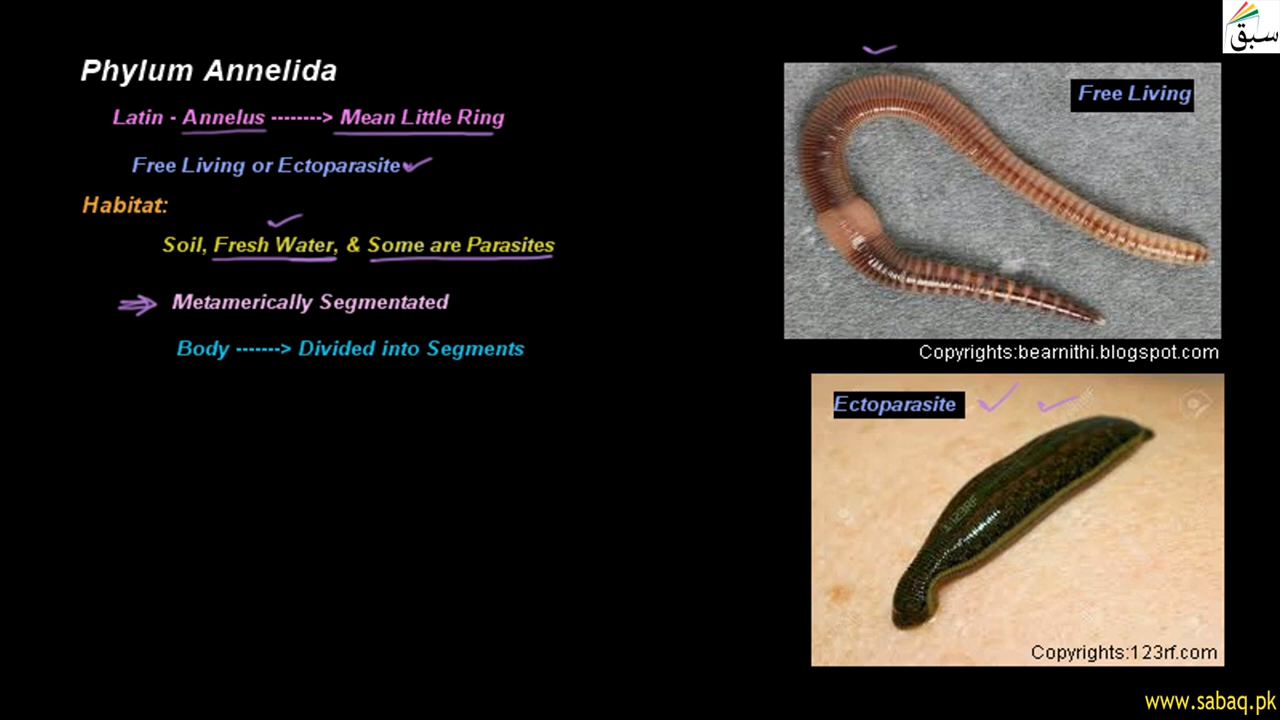 سبق
Phylum Annelida
Latin - Annelus --------> Mean Little Ring
Free Living or Ectoparasite
Habitat:
Soil, Fresh Water, & Some are Parasites
Metamerically Segmentated
Body -------> Divided into Segments
Free Living
Copyrights:bearnithi.blogspot.com
Ectoparasite
123RF
Copyrights:123rf.com
www.sabaq.pk